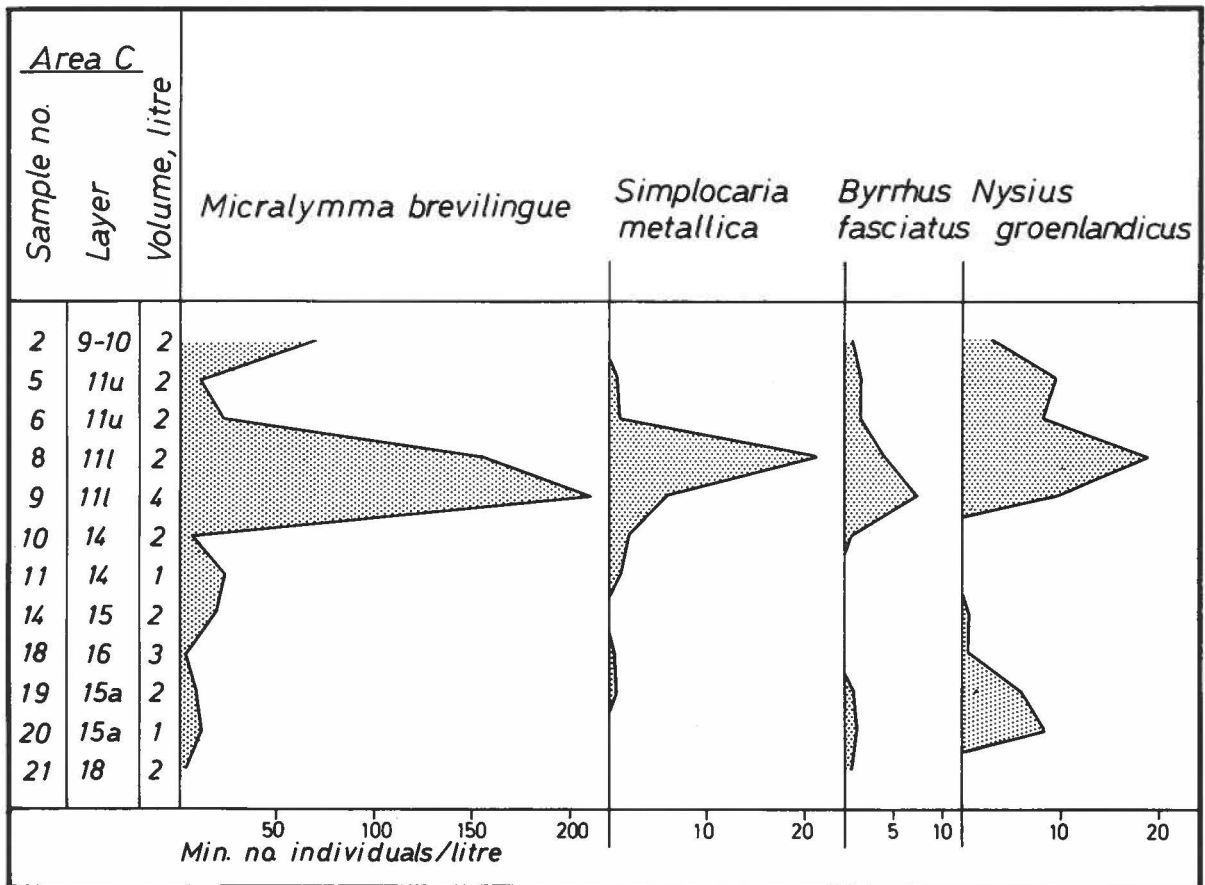 Area C
Sample no.
Layer
Volume, litre
Micralymma brevilingue
Simplocaria metallica
Byrrhus fasciatus
Nysius groenlandicus
2 9-10 2
5 11u 2
6 11u 2
8 11l 2
9 11l 4
10 14 2
11 14 1
14 15 2
18 16 3
19 15a 2
20 15a 1
21 18 2
50 100 150 200 10 20 5 10 10 20
Min. no. individuals/litre